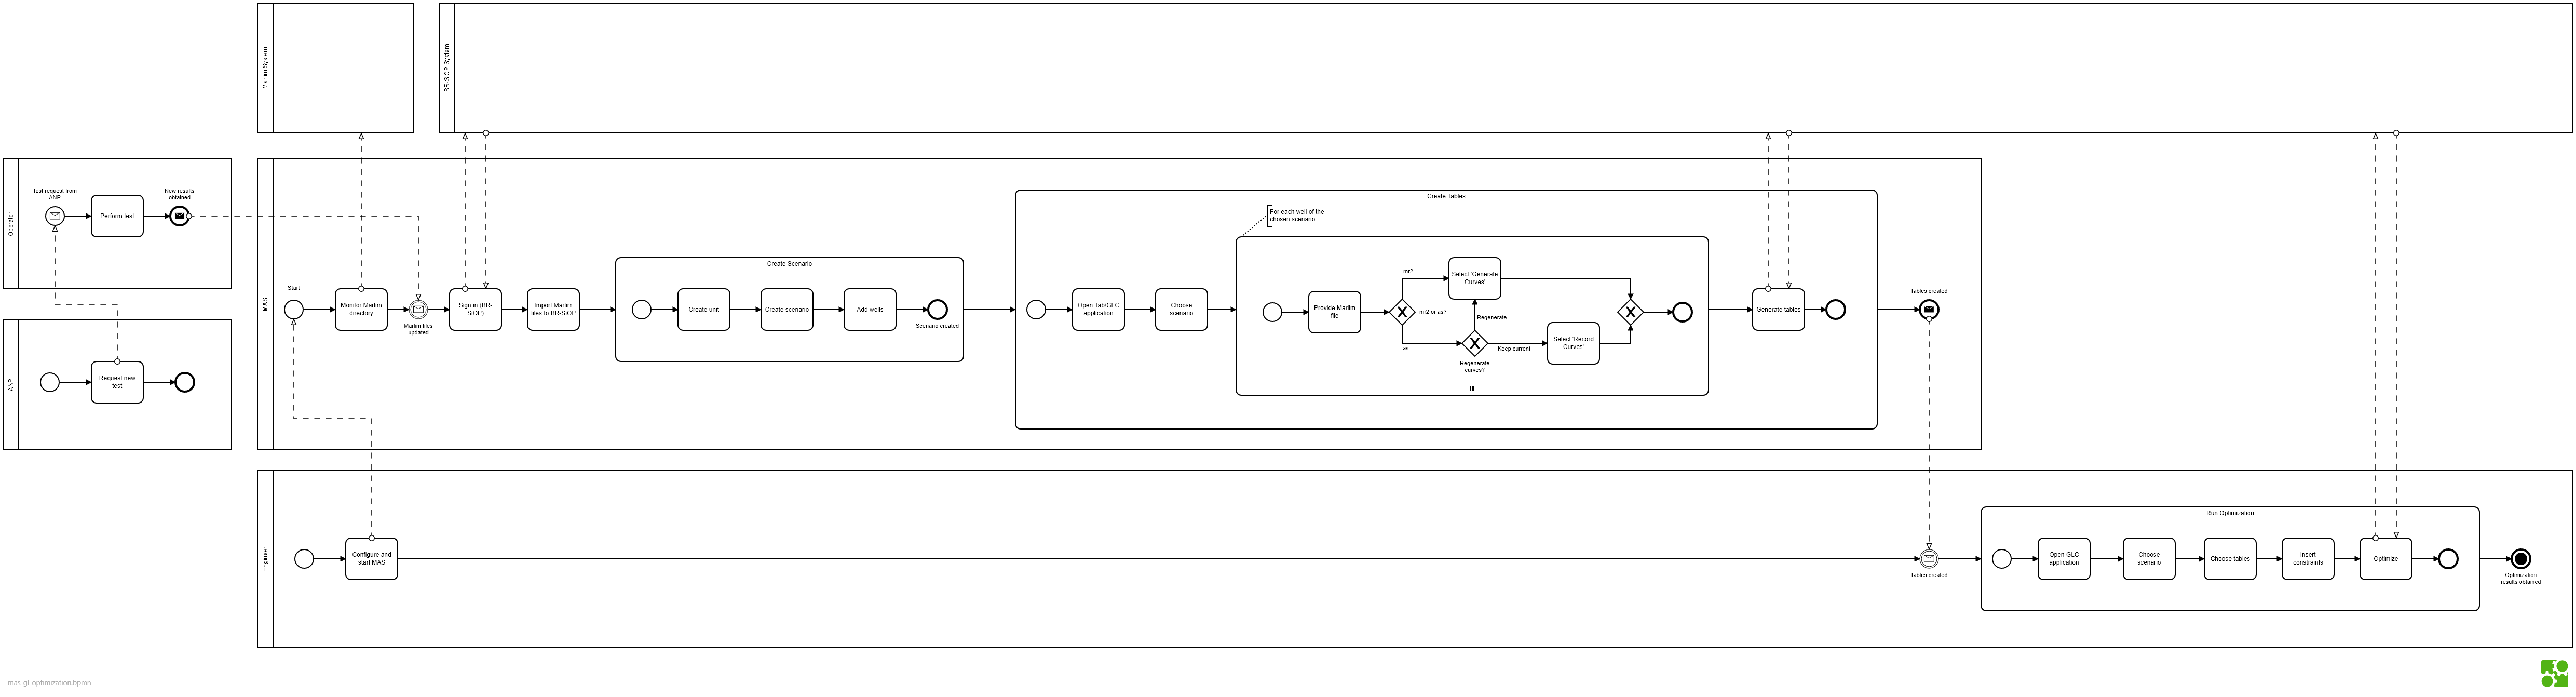 Marlim System
BR-SiOP System
Operator
Test request from
ANP
Perform test
New results
obtained
ANP
Request new
test
MAS
Start
Monitor Marlim
directory
Marlim files
updated
Sign in (BR-
SiOP)
Import Marlim
files to BR-SiOP
Create Scenario
Create unit
Create scenario
Add wells
Scenario created
Create Tables
Open Tab/GLC
application
Choose
scenario
For each well of the
chosen scenario
Provide Marlim
file
mr2 or as?
mr2
as
Select 'Generate
Curves'
Regenerate
Regenerate
curves?
Keep current
Select 'Record
Curves'
Generate tables
Tables created
Engineer
Configure and
start MAS
Tables created
Run Optimization
Open GLC
application
Choose
scenario
Choose tables
Insert
constraints
Optimize
Optimization
results obtained
mas-gl-optimization.bpmn